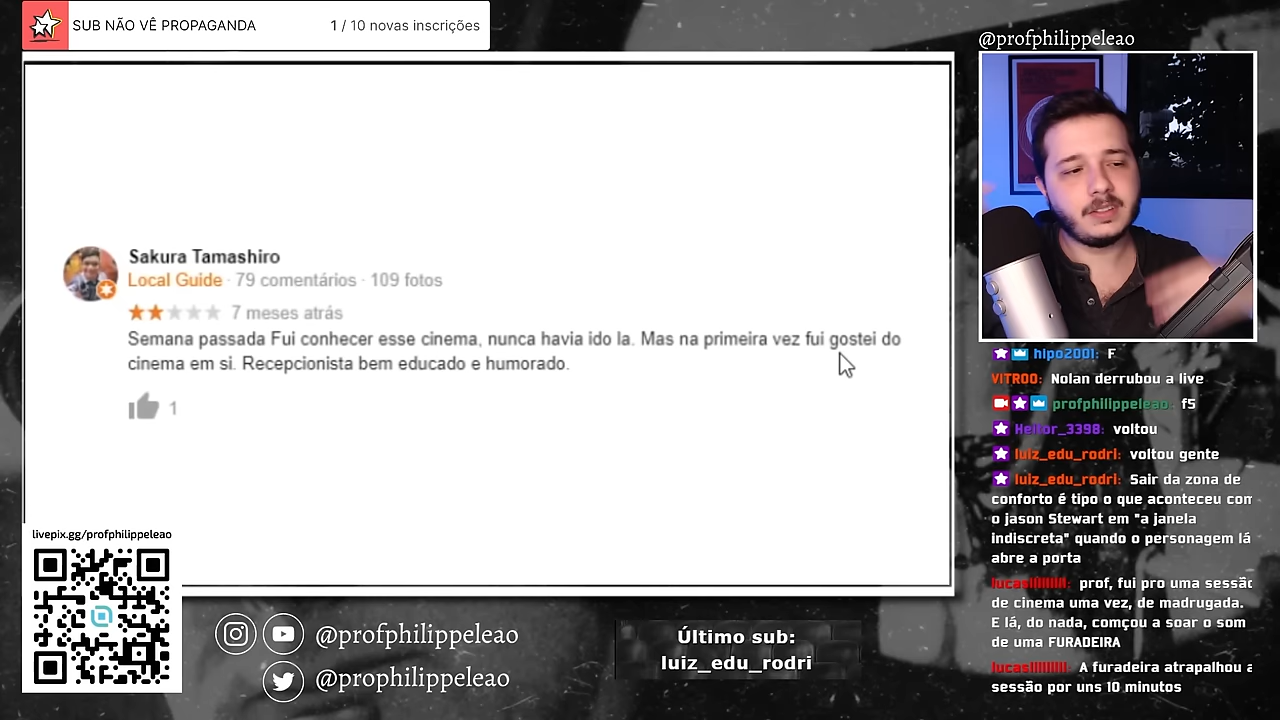 SUB NÃO VÊ PROPAGANDA
1 / 10 novas inscrições
@profphilippeleao
Sakura Tamashiro
Local Guide · 79 comentários · 109 fotos
7 meses atrás
Semana passada Fui conhecer esse cinema, nunca havia ido la. Mas na primeira vez fui gostei do
cinema em si. Recepcionista bem educado e humorado.
1
hipo2001: F
VITROO: Nolan derrubou a live
profphilippeleao: f5
Heitor_3398: voltou
luiz_edu_rodri: voltou gente
luiz_edu_rodri: Sair da zona de
conforto é tipo o que aconteceu com
o jason Stewart em "a janela
indiscreta" quando o personagem lá
abre a porta
prof, fui pro uma sessão
de cinema uma vez, de madrugada.
E lá, do nada, comçou a soar o som
de uma FURADEIRA
A furadeira atrapalhou a
sessão por uns 10 minutos
livepix.gg/profphilippeleao
@profphilippeleao
@prophilippeleao
Último sub:
luiz_edu_rodri